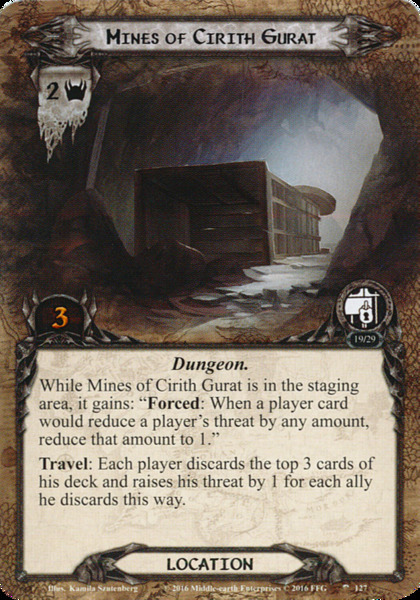 Mines of Cirith Gurat
2
3
19/29
Dungeon.
While Mines of Cirith Gurat is in the staging
area, it gains: “Forced: When a player card
would reduce a player’s threat by any amount,
reduce that amount to 1.”
Travel: Each player discards the top 3 cards of
his deck and raises his threat by 1 for each ally
he discards this way.
LOCATION
Illus. Kamila Szutenberg
© 2016 Middle-earth Enterprises © 2016 FFG
127